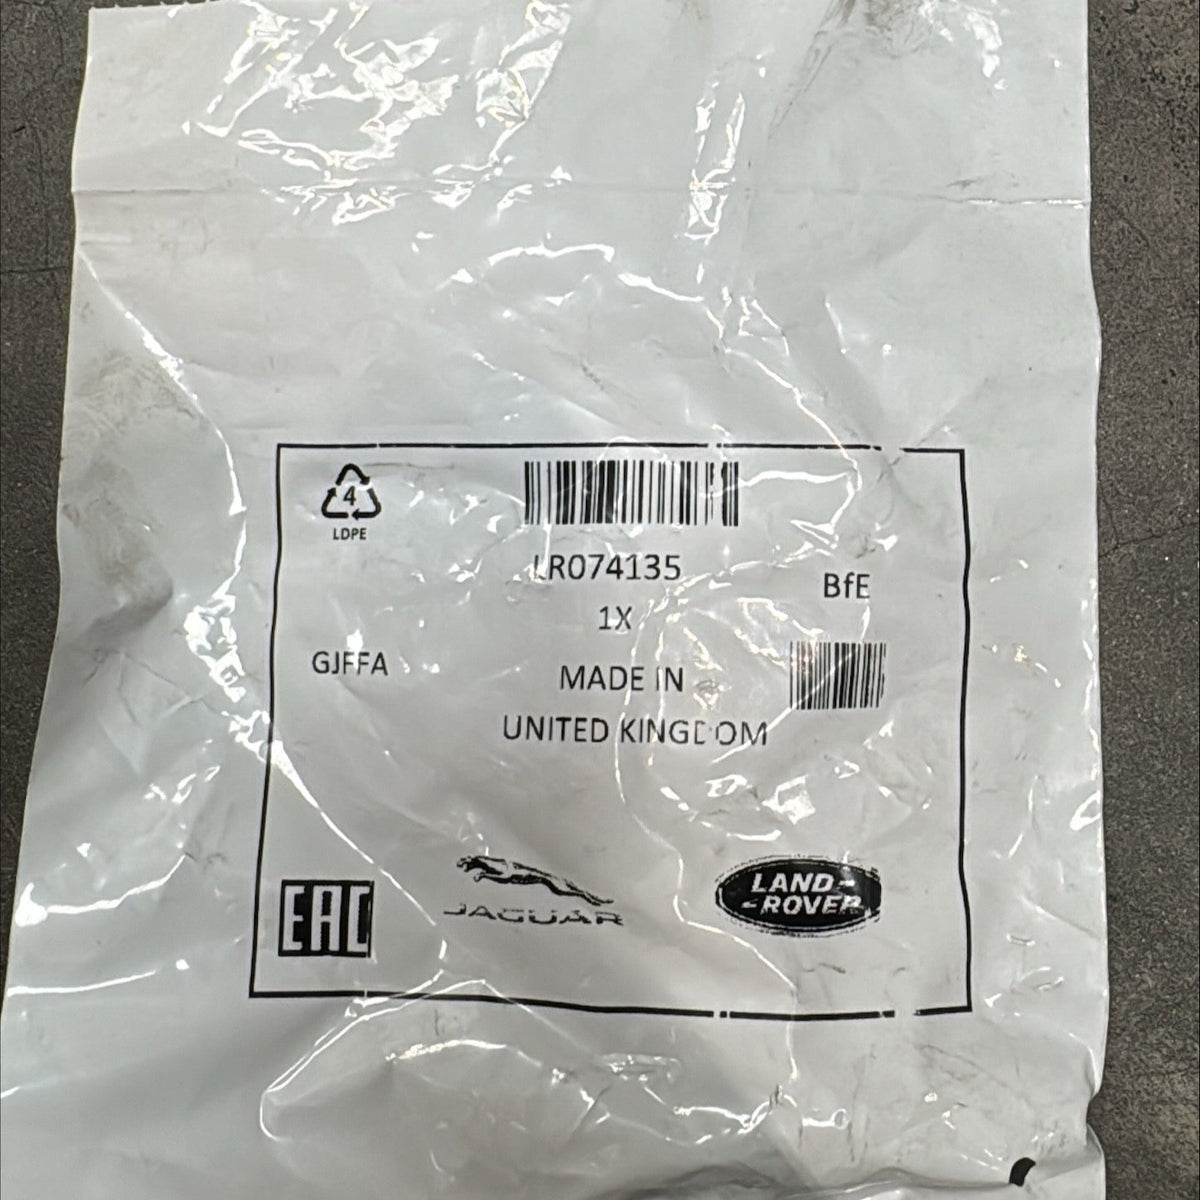 4
LDPE
LR074135
1X
BfE
GJFFA
MADE IN
UNITED KINGDOM
EAC
JAGUAR
LAND-
-ROVER